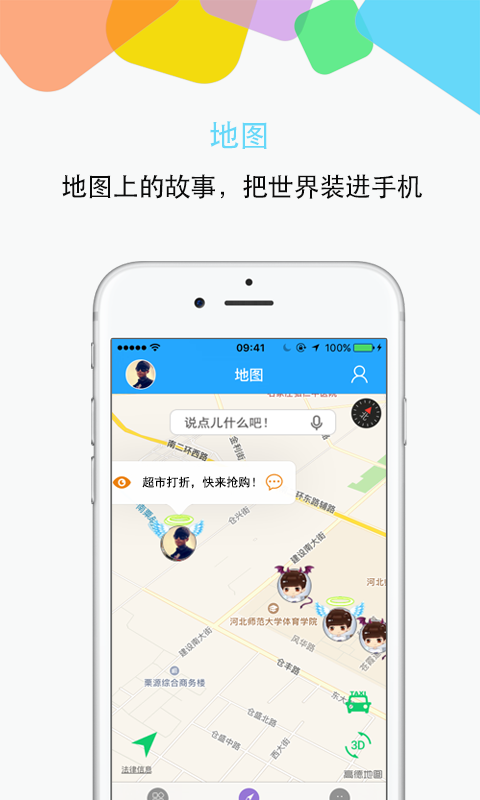 地图
地图上的故事，把世界装进手机
09:41
100%
地图
说点儿什么吧！
北
南二环西路
金利街
超市打折，快来抢购！
环东路辅路
仓兴街
建设南大街
河北师范大学体育学院
河北
风华路
建设南大街
仓丰路
栗源综合商务楼
TAXI
仓盛北路
仓盛中路
西大街
3D
法律信息
高德地图